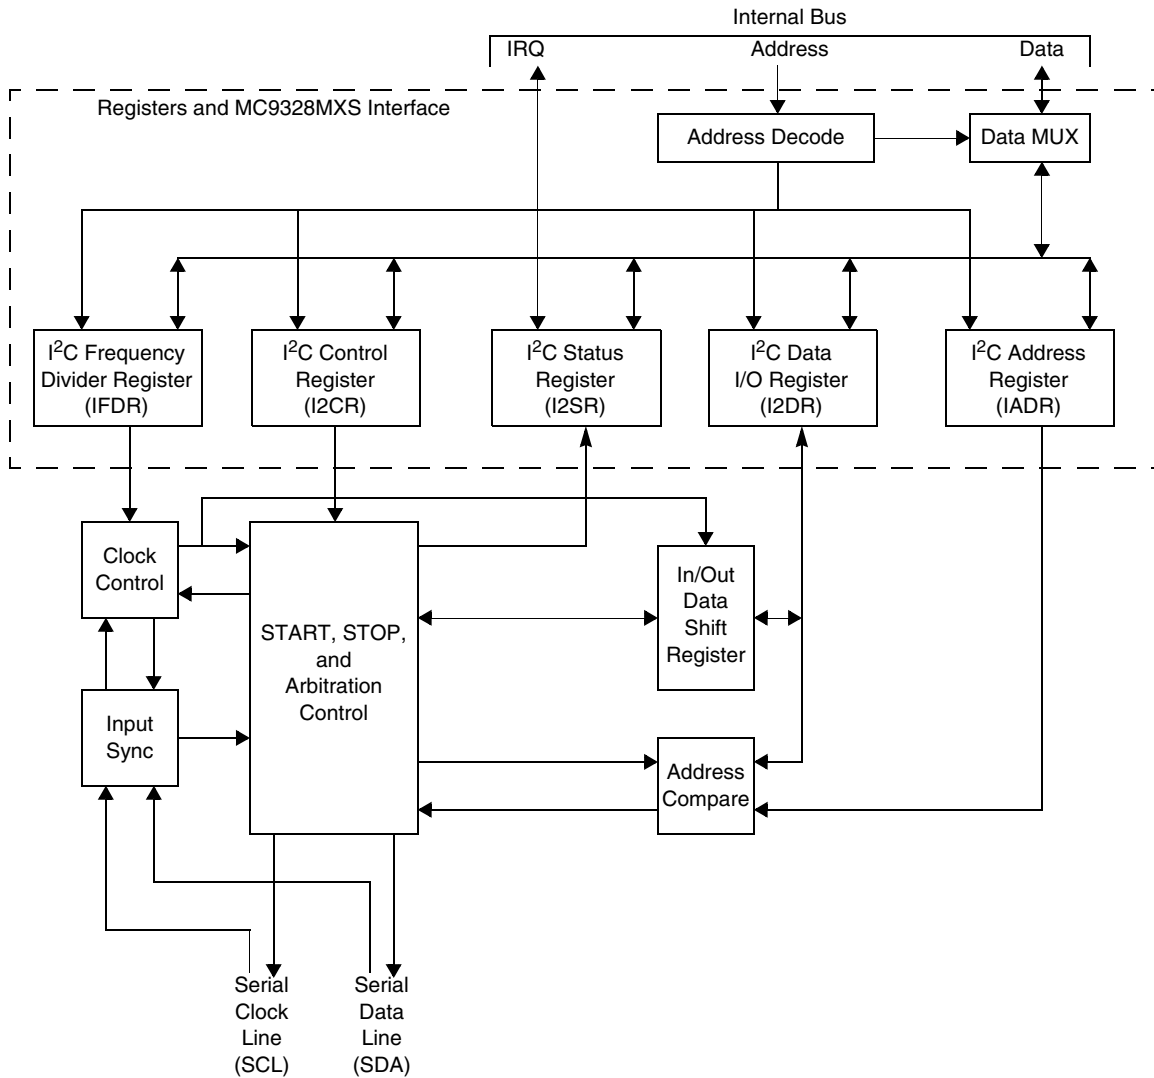 Internal Bus
IRQ Address Data
Registers and MC9328MXS Interface
Address Decode
Data MUX
I²C Frequency
Divider Register
(IFDR)
I²C Control
Register
(I2CR)
I²C Status
Register
(I2SR)
I²C Data
I/O Register
(I2DR)
I²C Address
Register
(IADR)
Clock
Control
START, STOP,
and
Arbitration
Control
In/Out
Data
Shift
Register
Input
Sync
Address
Compare
Serial
Clock
Line
(SCL)
Serial
Data
Line
(SDA)